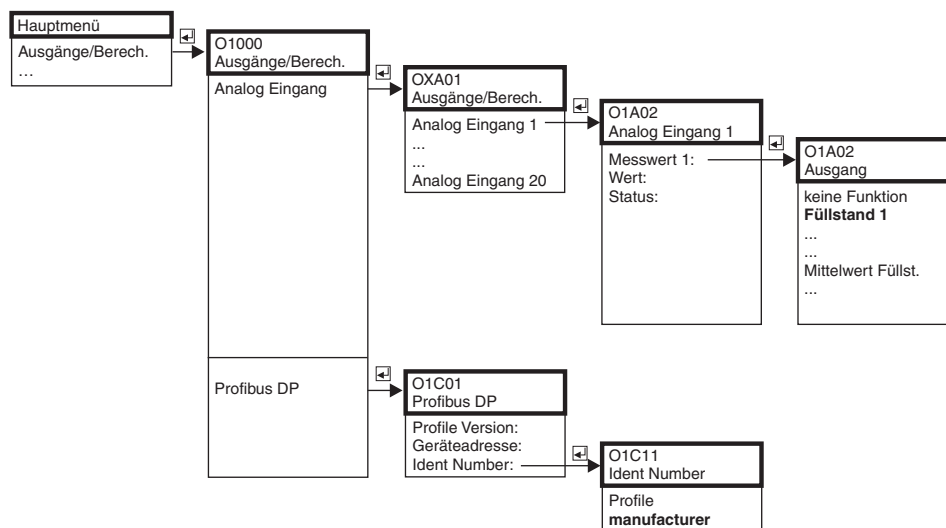 Hauptmenü
Ausgänge/Berech.
…
O1000
Ausgänge/Berech.
Analog Eingang
OXA01
Ausgänge/Berech.
Analog Eingang 1
...
...
Analog Eingang 20
O1A02
Analog Eingang 1
Messwert 1:
Wert:
Status:
O1A02
Ausgang
keine Funktion
Füllstand 1
...
...
Mittelwert Füllst.
...
Profibus DP
O1C01
Profibus DP
Profile Version:
Geräteadresse:
Ident Number:
O1C11
Ident Number
Profile
manufacturer